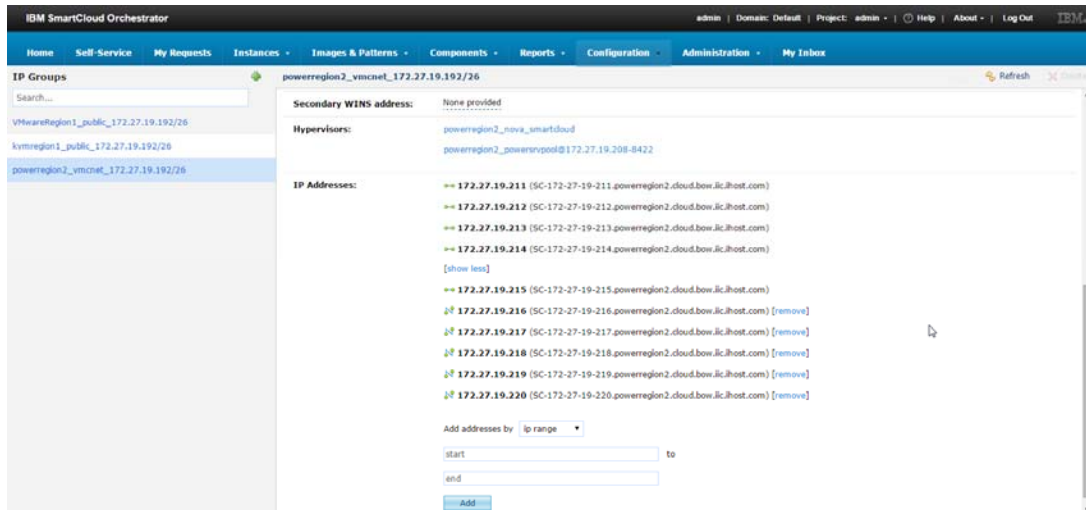 IBM SmartCloud Orchestrator
admin | Domain: Default | Project: admin | Help | About | Log Out IBM
Home Self-Service My Requests Instances Images & Patterns Components Reports Configuration Administration My Inbox
IP Groups
powerregion2_vmcnet_172.27.19.192/26
Refresh
Search...
VMwareRegion1_public_172.27.19.192/26
kvmregion1_public_172.27.19.192/26
powerregion2_vmcnet_172.27.19.192/26
Secondary WINS address: None provided
Hypervisors: powerregion2_nova_smartcloud
powerregion2_powersrvpool@172.27.19.208-8422
IP Addresses: 172.27.19.211 (SC-172-27-19-211.powerregion2.cloud.bow.iic.ihost.com)
172.27.19.212 (SC-172-27-19-212.powerregion2.cloud.bow.iic.ihost.com)
172.27.19.213 (SC-172-27-19-213.powerregion2.cloud.bow.iic.ihost.com)
172.27.19.214 (SC-172-27-19-214.powerregion2.cloud.bow.iic.ihost.com)
[show less]
172.27.19.215 (SC-172-27-19-215.powerregion2.cloud.bow.iic.ihost.com)
172.27.19.216 (SC-172-27-19-216.powerregion2.cloud.bow.iic.ihost.com) [remove]
172.27.19.217 (SC-172-27-19-217.powerregion2.cloud.bow.iic.ihost.com) [remove]
172.27.19.218 (SC-172-27-19-218.powerregion2.cloud.bow.iic.ihost.com) [remove]
172.27.19.219 (SC-172-27-19-219.powerregion2.cloud.bow.iic.ihost.com) [remove]
172.27.19.220 (SC-172-27-19-220.powerregion2.cloud.bow.iic.ihost.com) [remove]
Add addresses by ip range
start to
end
Add